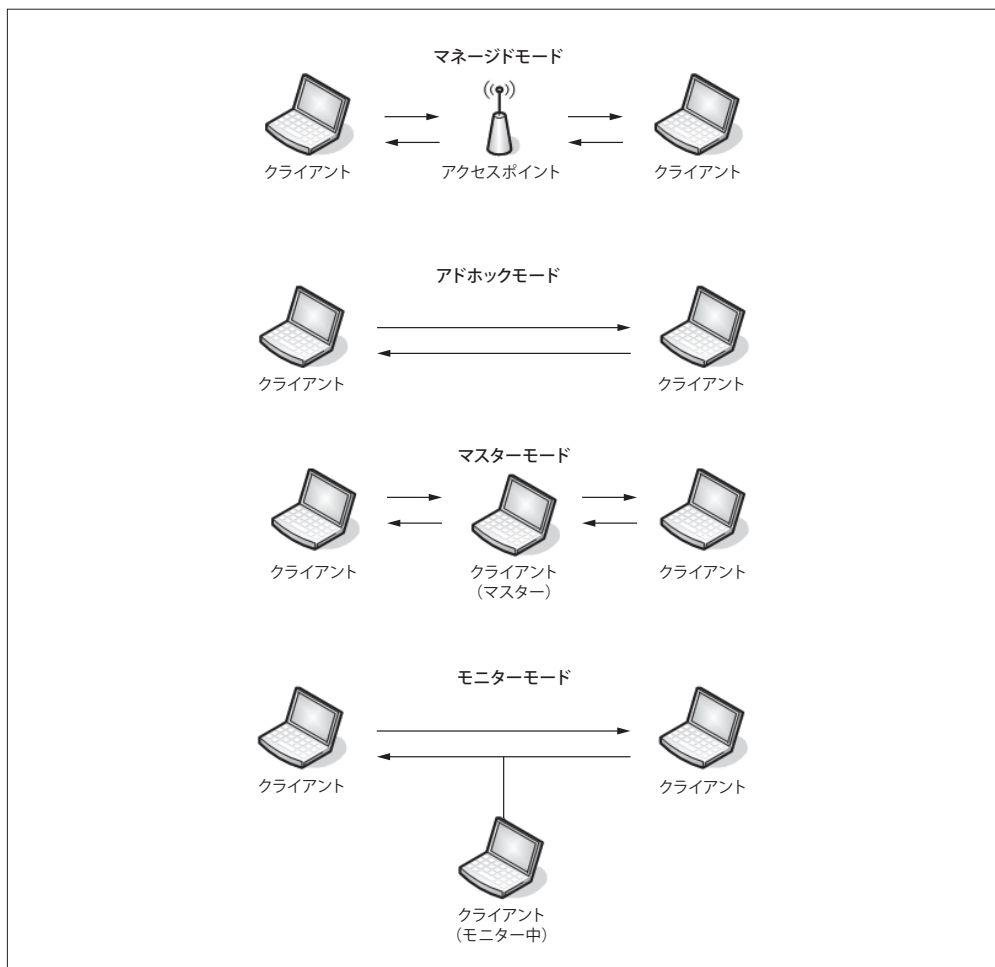 マネージドモード
クライアント
アクセスポイント
クライアント
アドホックモード
クライアント
クライアント
マスターモード
クライアント
クライアント
(マスター)
クライアント
モニターモード
クライアント
クライアント
クライアント
(モニター中)